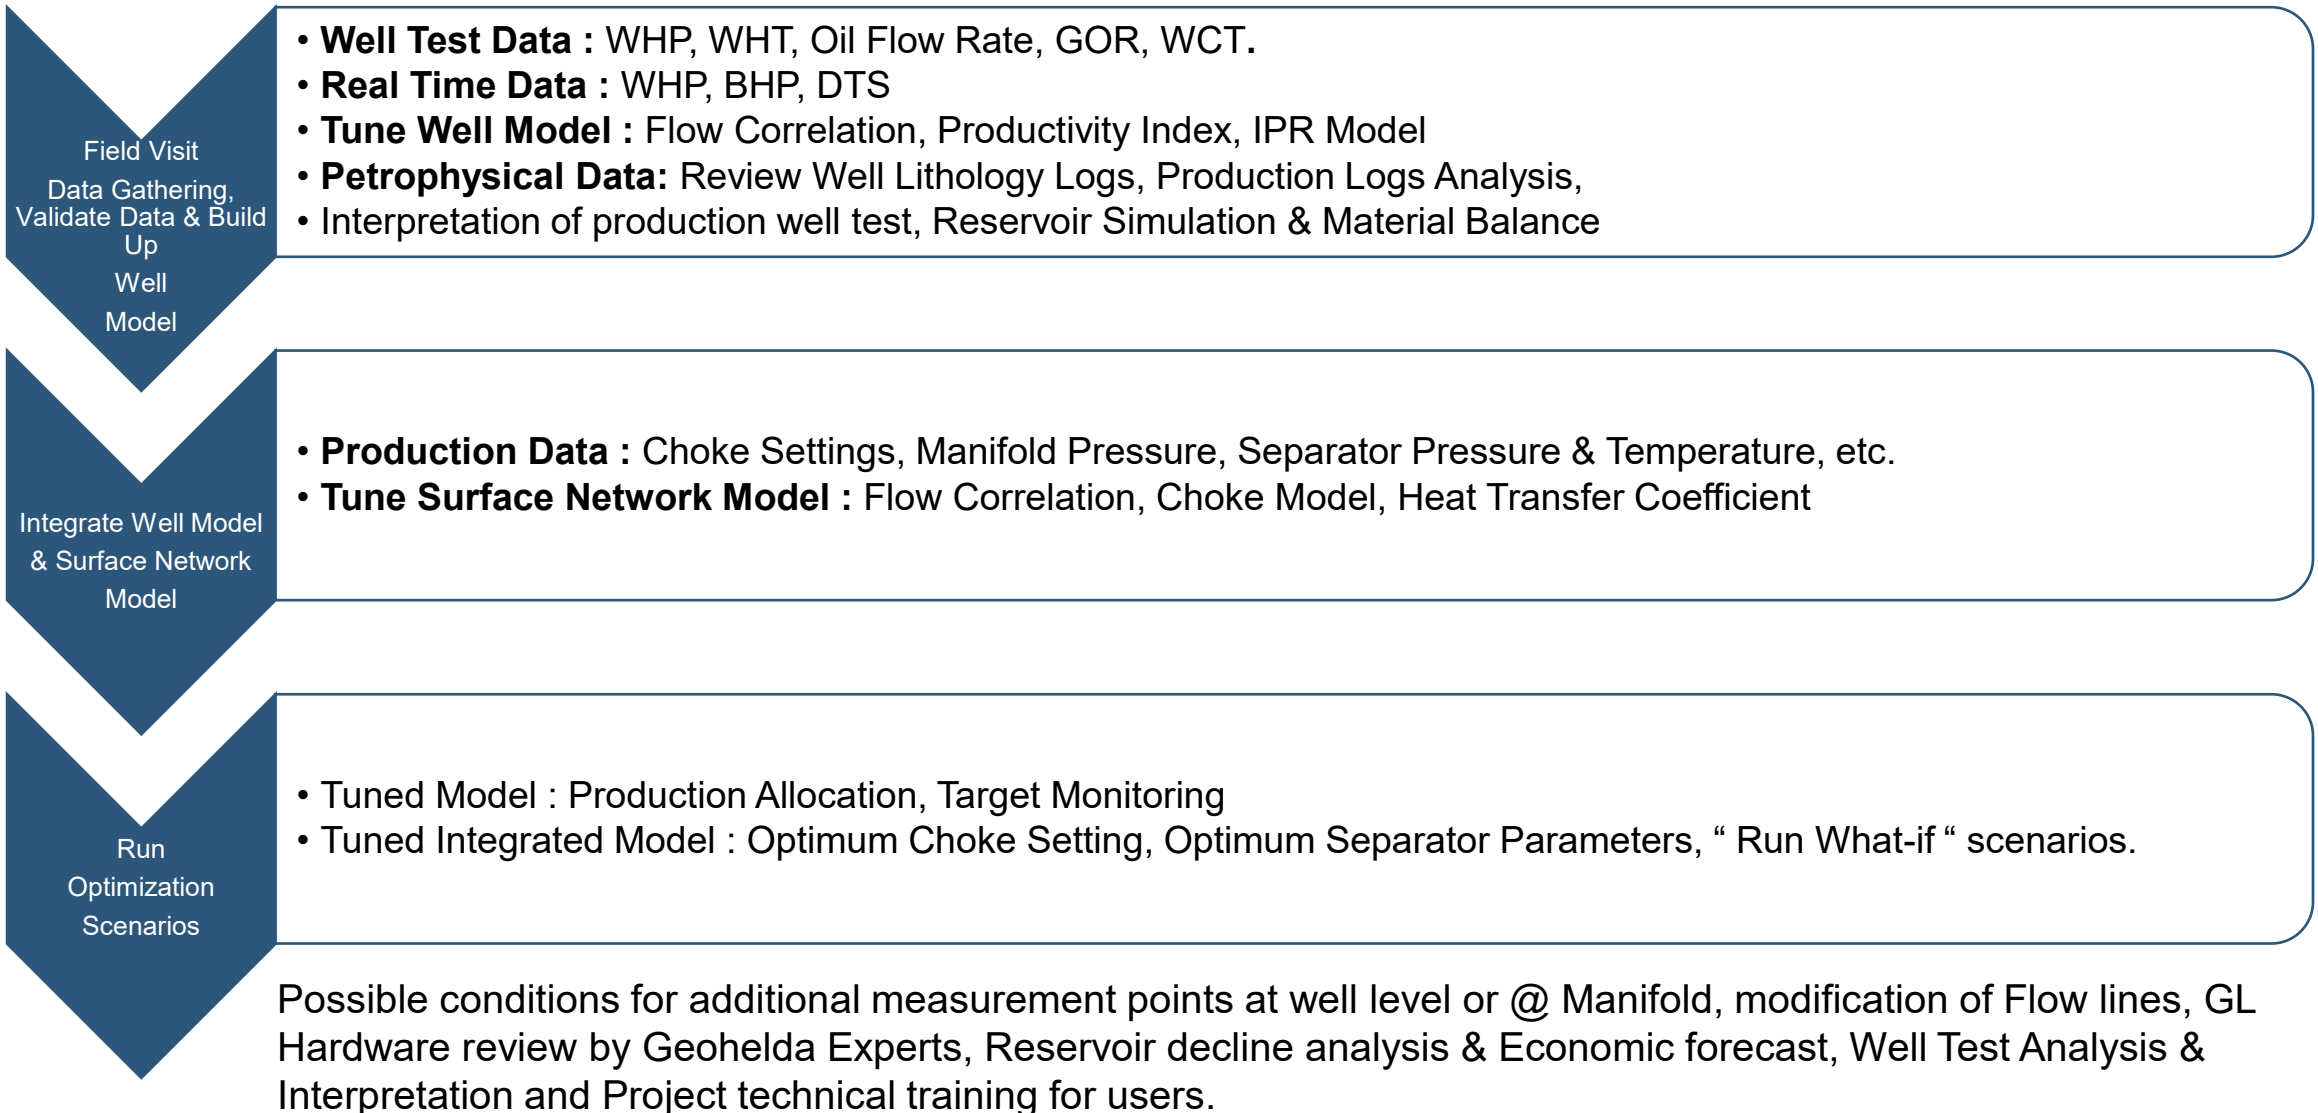 Field Visit
Data Gathering,
Validate Data & Build
Up
Well
Model
• Well Test Data : WHP, WHT, Oil Flow Rate, GOR, WCT.
• Real Time Data : WHP, BHP, DTS
• Tune Well Model : Flow Correlation, Productivity Index, IPR Model
• Petrophysical Data: Review Well Lithology Logs, Production Logs Analysis,
• Interpretation of production well test, Reservoir Simulation & Material Balance
Integrate Well Model
& Surface Network
Model
• Production Data : Choke Settings, Manifold Pressure, Separator Pressure & Temperature, etc.
• Tune Surface Network Model : Flow Correlation, Choke Model, Heat Transfer Coefficient
Run
Optimization
Scenarios
• Tuned Model : Production Allocation, Target Monitoring
• Tuned Integrated Model : Optimum Choke Setting, Optimum Separator Parameters, “ Run What-if “ scenarios.
Possible conditions for additional measurement points at well level or @ Manifold, modification of Flow lines, GL
Hardware review by Geohelda Experts, Reservoir decline analysis & Economic forecast, Well Test Analysis &
Interpretation and Project technical training for users.